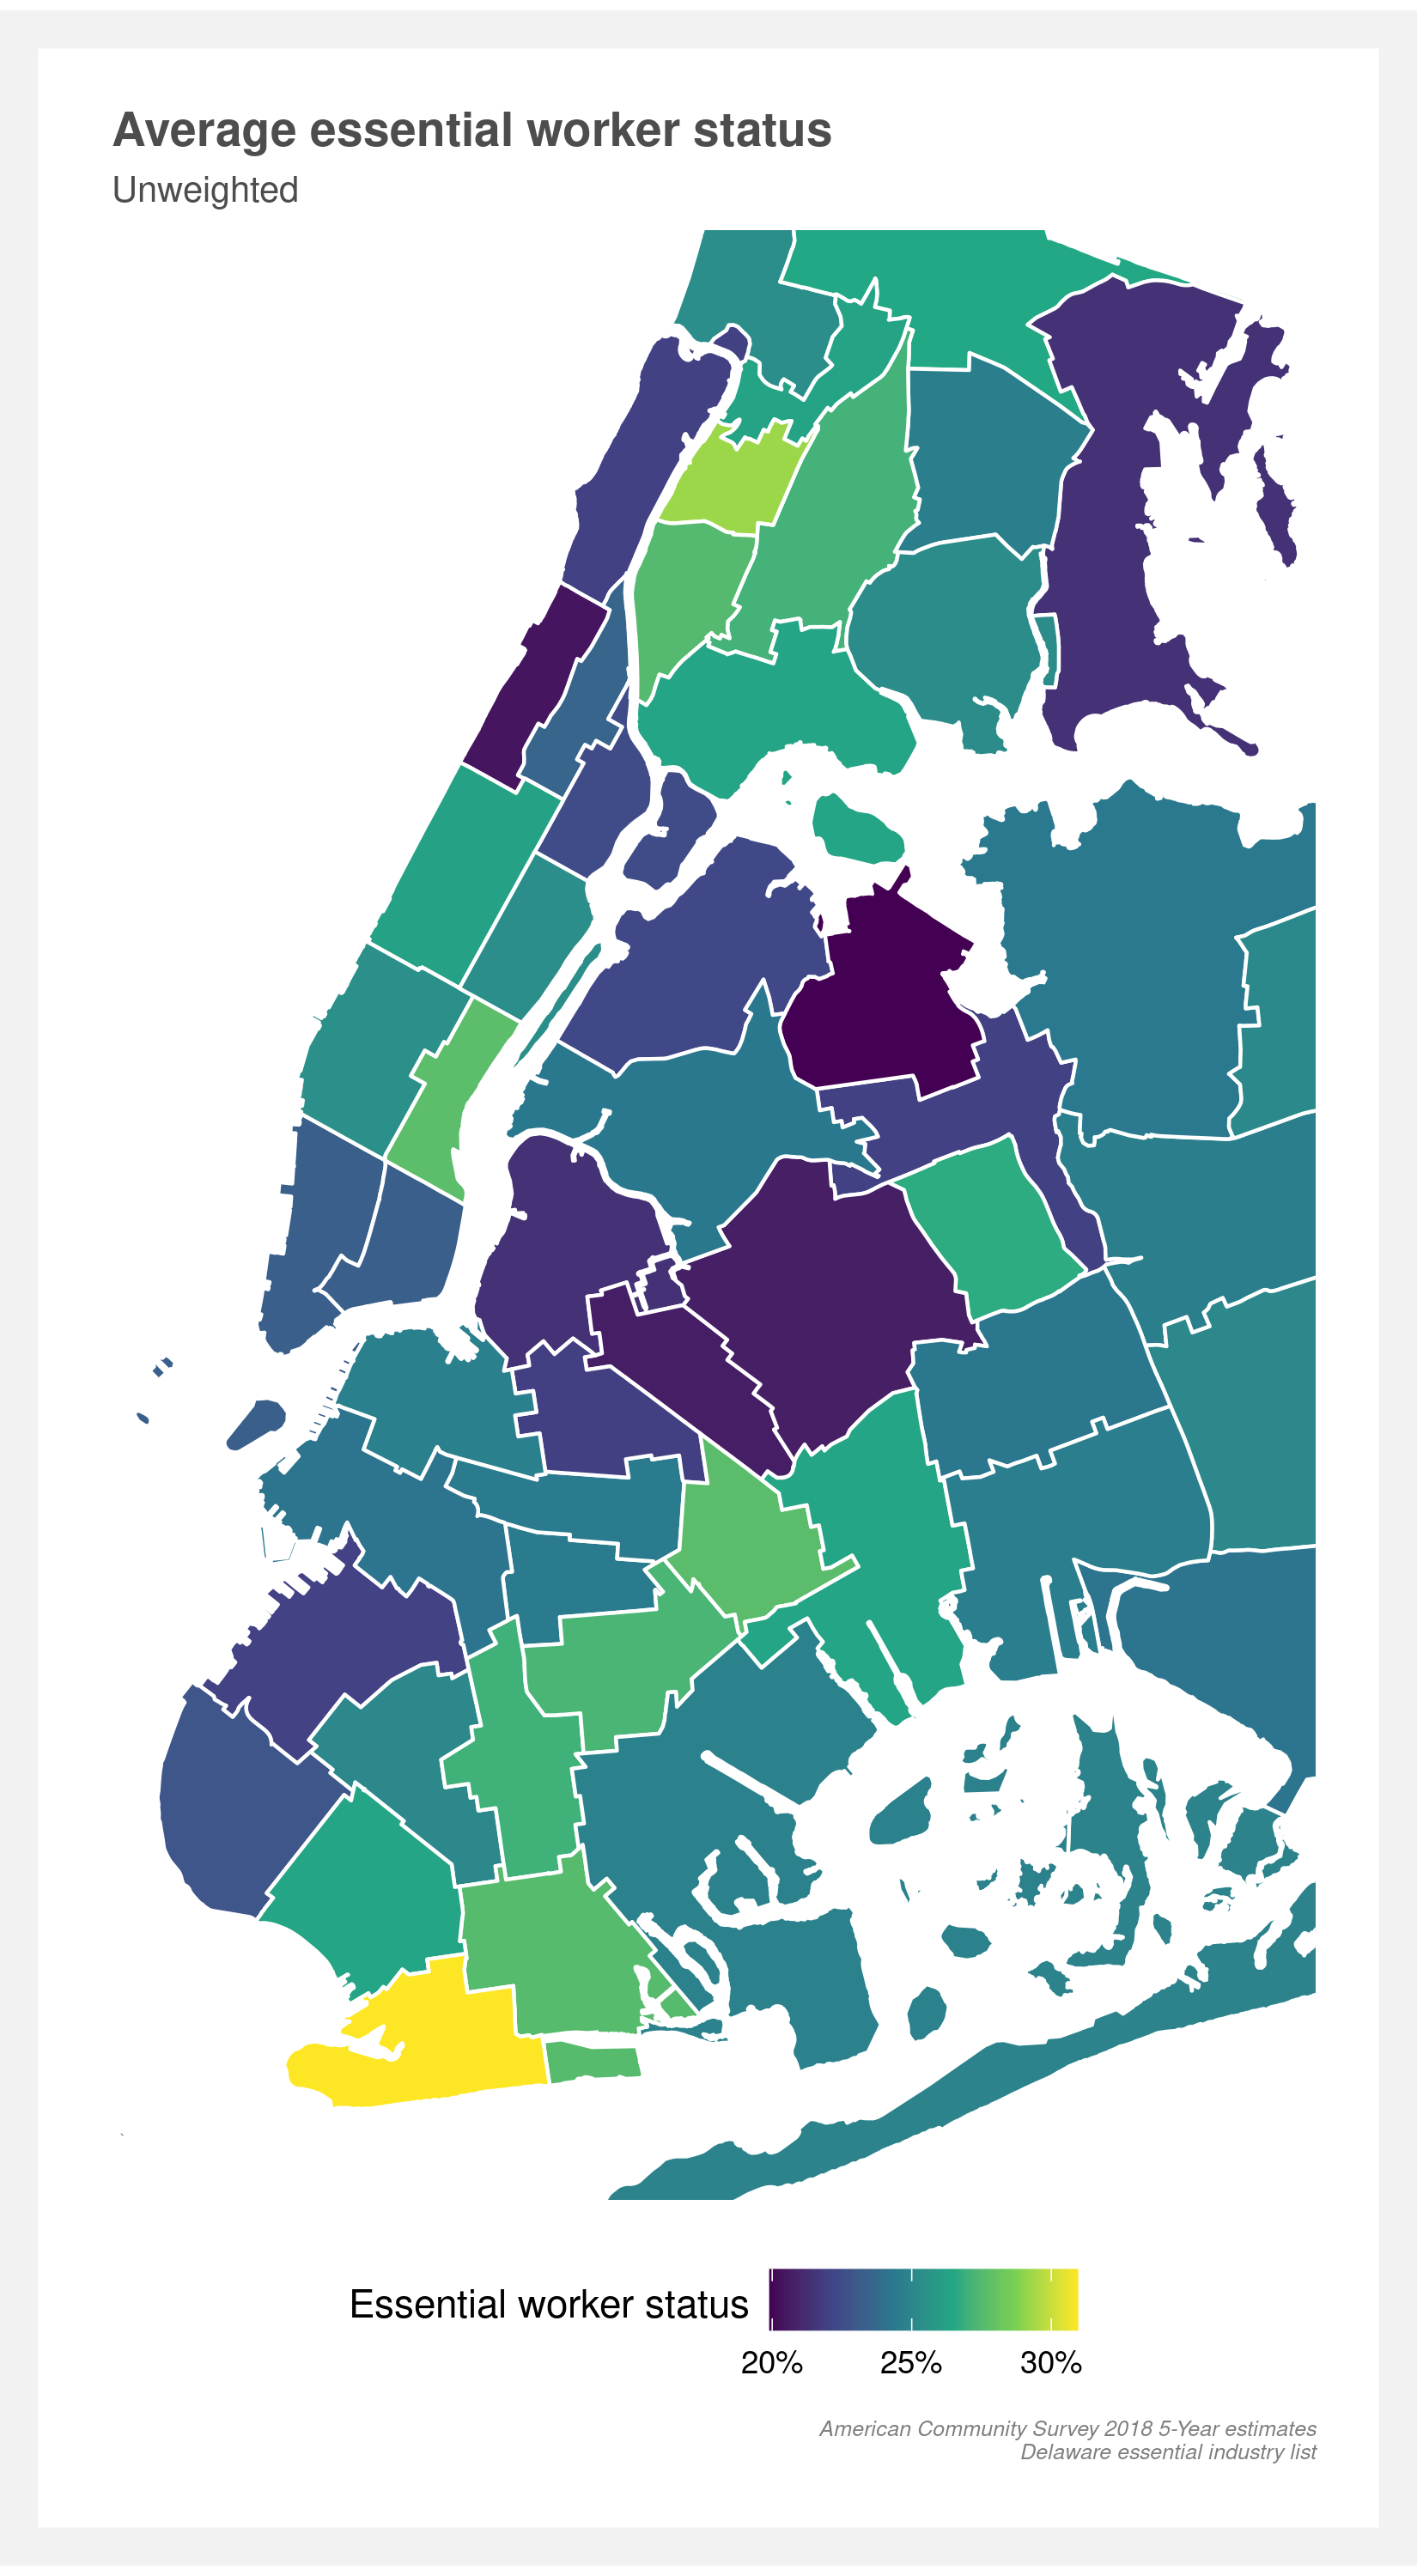 Average essential worker status
Unweighted
Essential worker status
20% 25% 30%
American Community Survey 2018 5-Year estimates
Delaware essential industry list